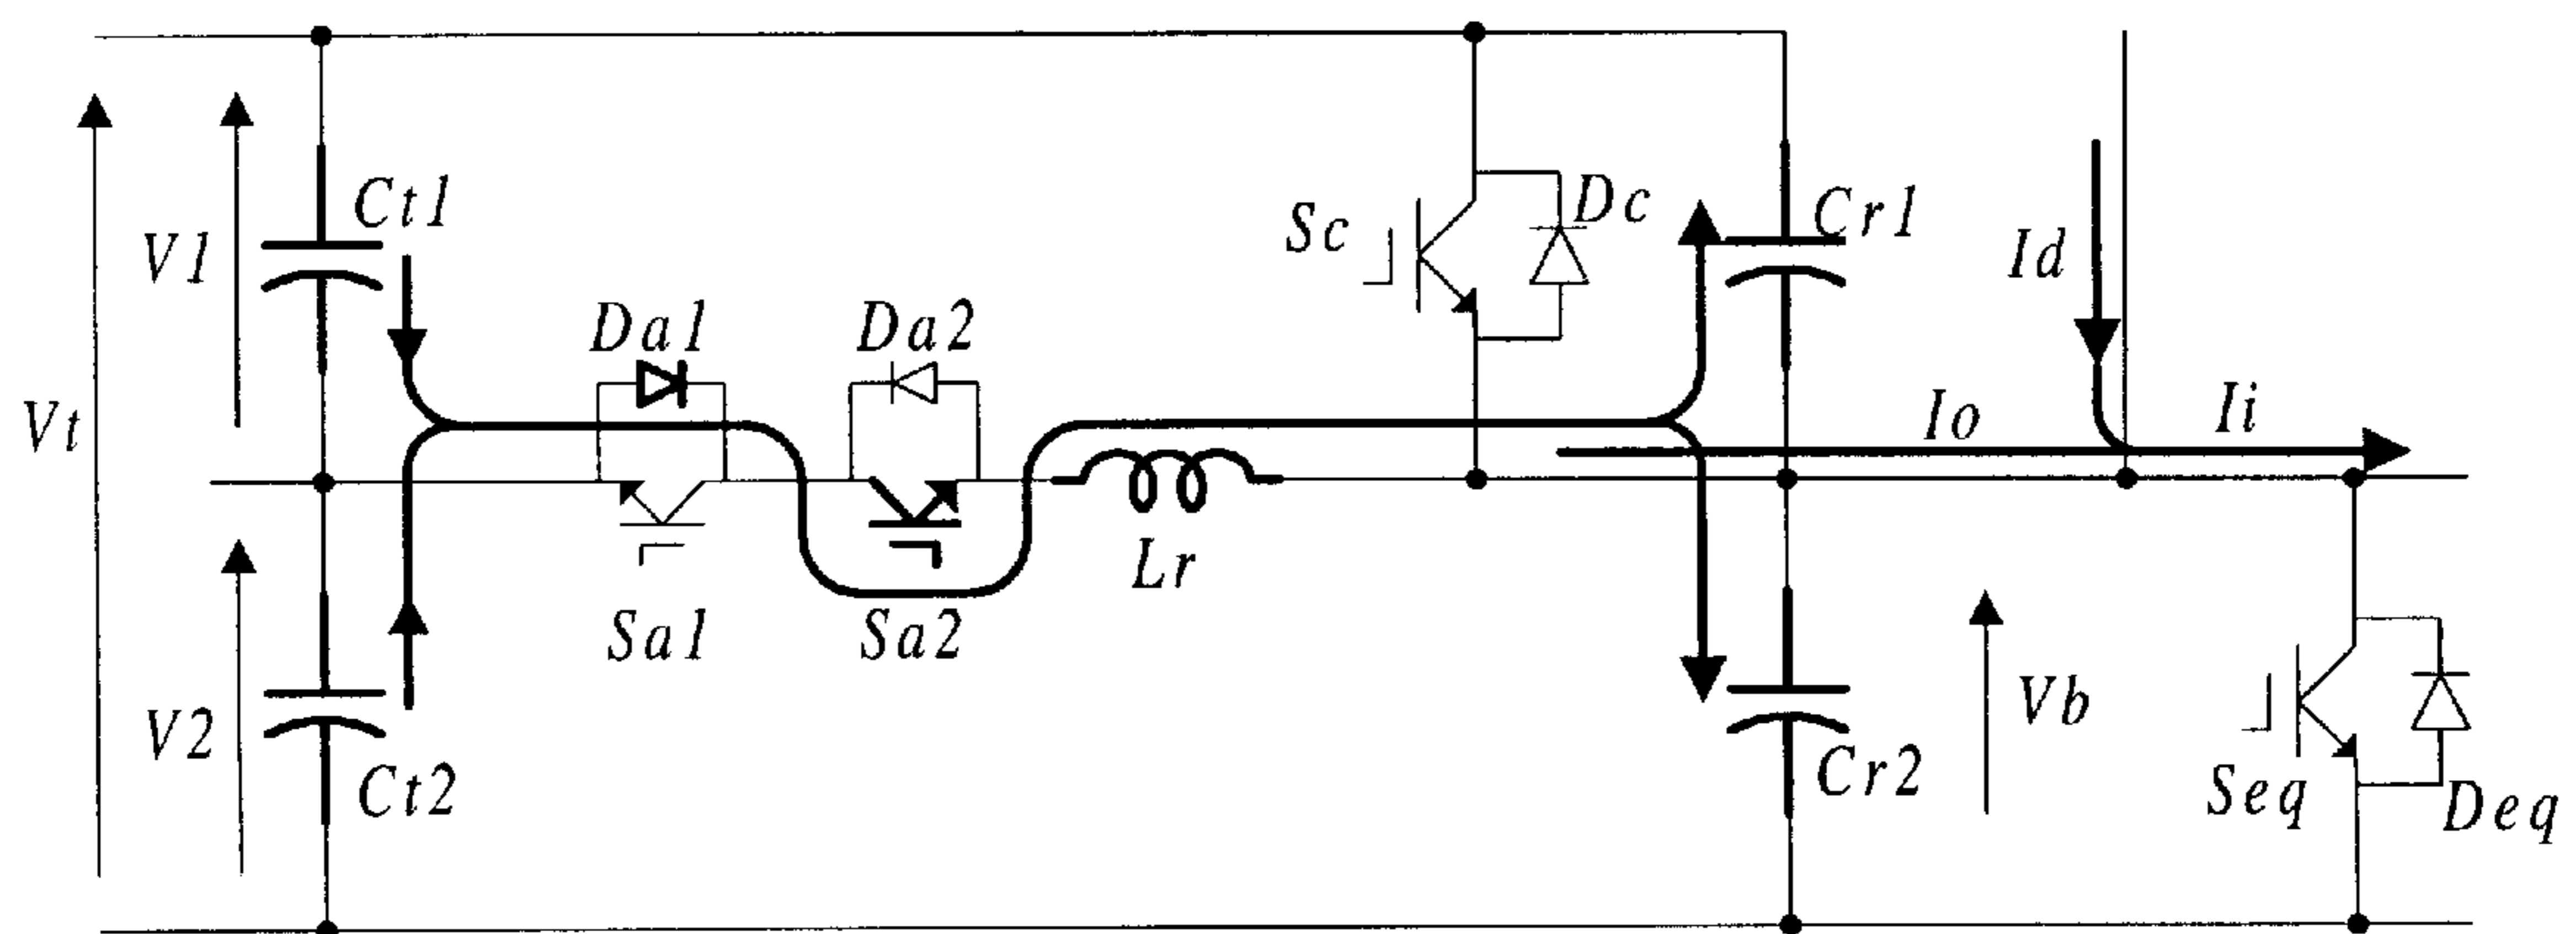 Ct1
Dc
Cr1
Sc
V1
Id
Da1
Da2
Vt
Io
Ii
Lr
Sa1
Sa2
V2
Vb
Ct2
Cr2
Seq
Deq